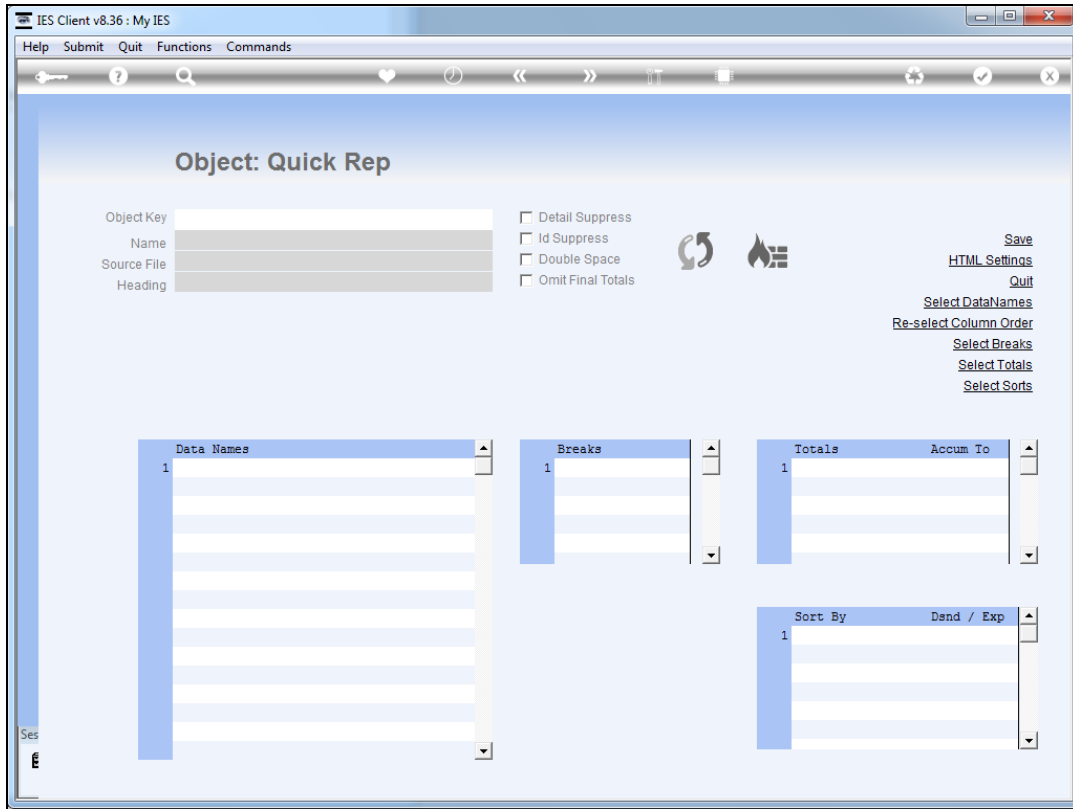 IES Client v8.36 : My IES
Help Submit Quit Functions Commands
Object: Quick Rep
Object Key
Name
Source File
Heading
Detail Suppress
Id Suppress
Double Space
Omit Final Totals
Save
HTML Settings
Quit
Select DataNames
Re-select Column Order
Select Breaks
Select Totals
Select Sorts
Data Names
1
Breaks
1
Totals Accum To
1
Sort By Dsnd / Exp
1
Ses